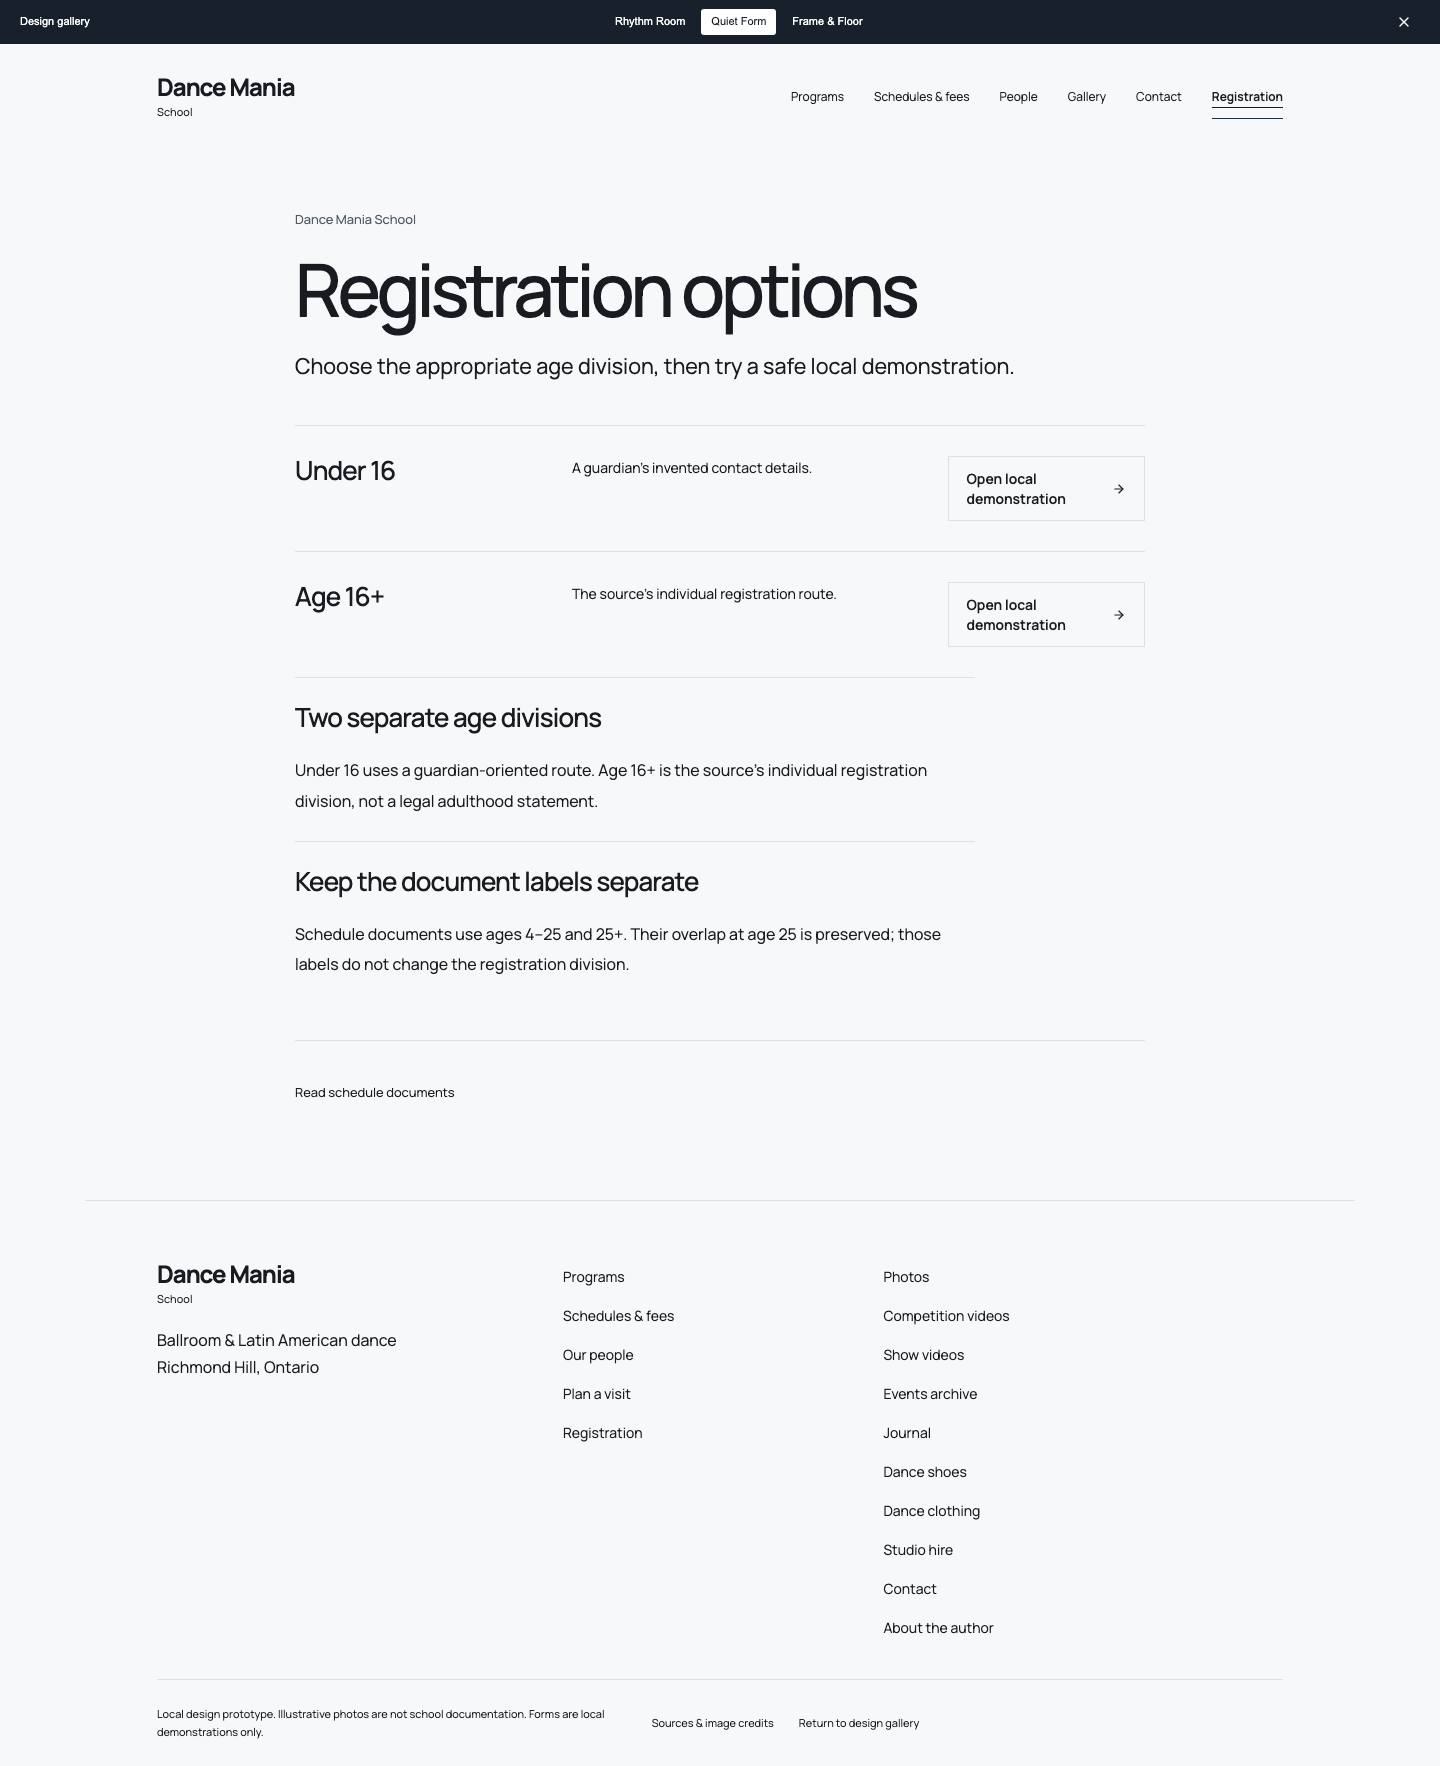 Design gallery
Rhythm Room
Quiet Form
Frame & Floor
Dance Mania
School
Programs
Schedules & fees
People
Gallery
Contact
Registration
Dance Mania School
Registration options
Choose the appropriate age division, then try a safe local demonstration.
Under 16
A guardian’s invented contact details.
Open local
demonstration
Age 16+
The source’s individual registration route.
Open local
demonstration
Two separate age divisions
Under 16 uses a guardian-oriented route. Age 16+ is the source’s individual registration
division, not a legal adulthood statement.
Keep the document labels separate
Schedule documents use ages 4–25 and 25+. Their overlap at age 25 is preserved; those
labels do not change the registration division.
Read schedule documents
Dance Mania
School
Ballroom & Latin American dance
Richmond Hill, Ontario
Programs
Schedules & fees
Our people
Plan a visit
Registration
Photos
Competition videos
Show videos
Events archive
Journal
Dance shoes
Dance clothing
Studio hire
Contact
About the author
Local design prototype. Illustrative photos are not school documentation. Forms are local
demonstrations only.
Sources & image credits
Return to design gallery